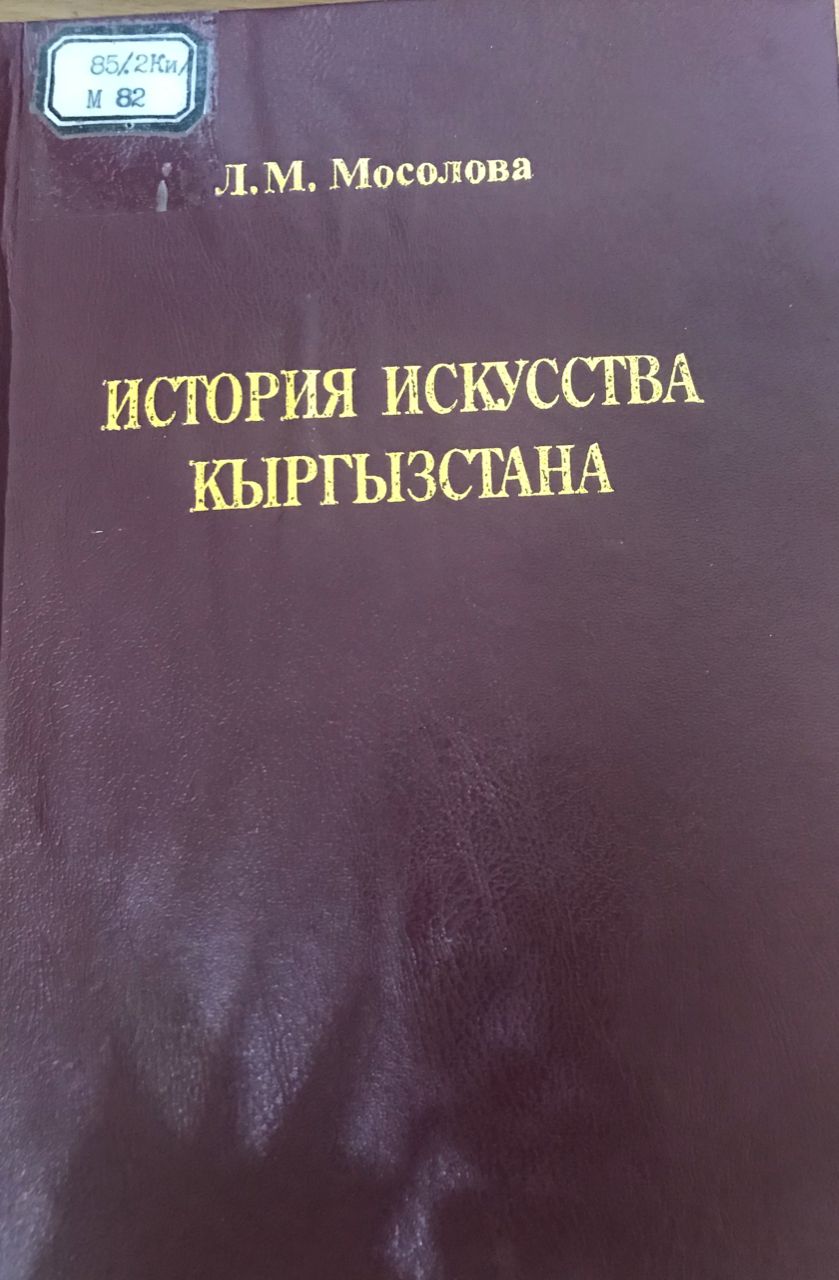 85/.2Ки/
М 82
Л.М. Мосолова
ИСТОРИЯ ИСКУССТВА
КЫРГЫЗСТАНА